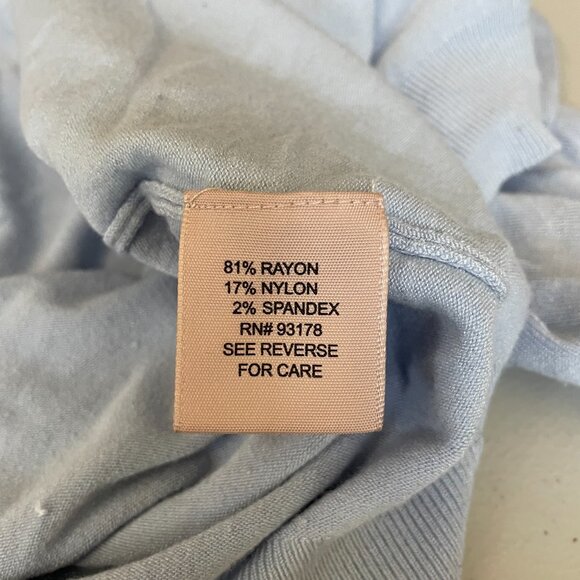 81% RAYON
17% NYLON
2% SPANDEX
RN# 93178
SEE REVERSE
FOR CARE